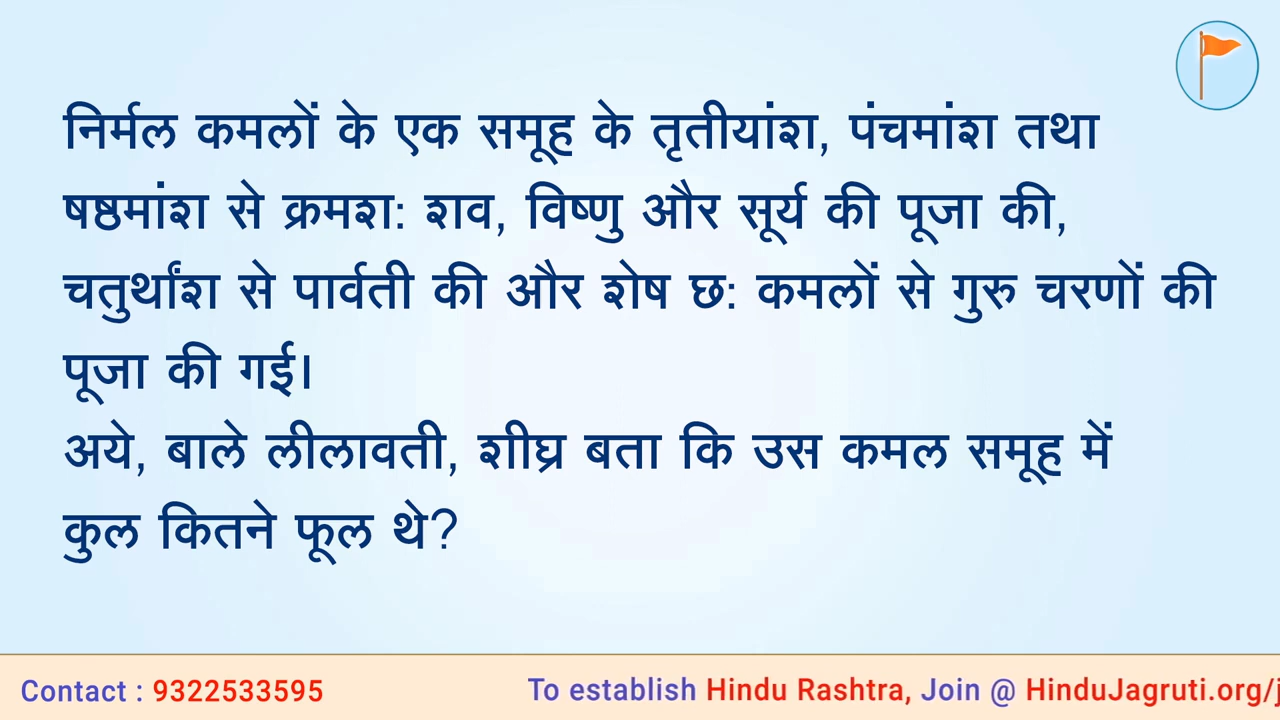 निर्मल कमलों के एक समूह के तृतीयांश, पंचमांश तथा
षष्ठमांश से क्रमश: शव, विष्णु और सूर्य की पूजा की,
चतुर्थांश से पार्वती की और शेष छ: कमलों से गुरु चरणों की
पूजा की गई।
अये, बाले लीलावती, शीघ्र बता कि उस कमल समूह में
कुल कितने फूल थे?
Contact : 9322533595 To establish Hindu Rashtra, Join @ HinduJagruti.org/j